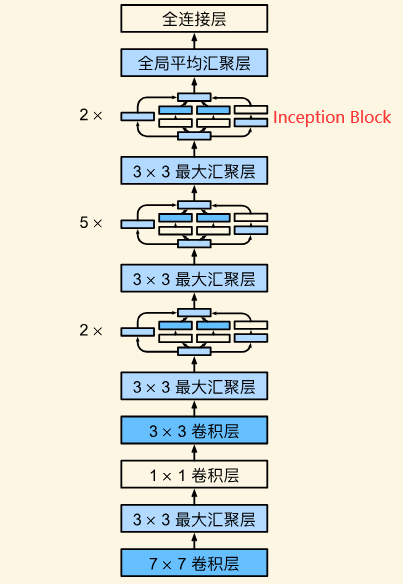 全连接层
全局平均汇聚层
2 ×
Inception Block
3 × 3 最大汇聚层
5 ×
3 × 3 最大汇聚层
2 ×
3 × 3 最大汇聚层
3 × 3 卷积层
1 × 1 卷积层
3 × 3 最大汇聚层
7 × 7 卷积层